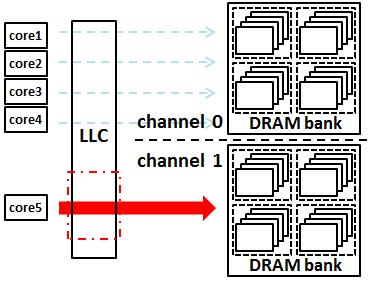 core1
core2
core3
core4
LLC
channel 0
DRAM bank
channel 1
core5
DRAM bank